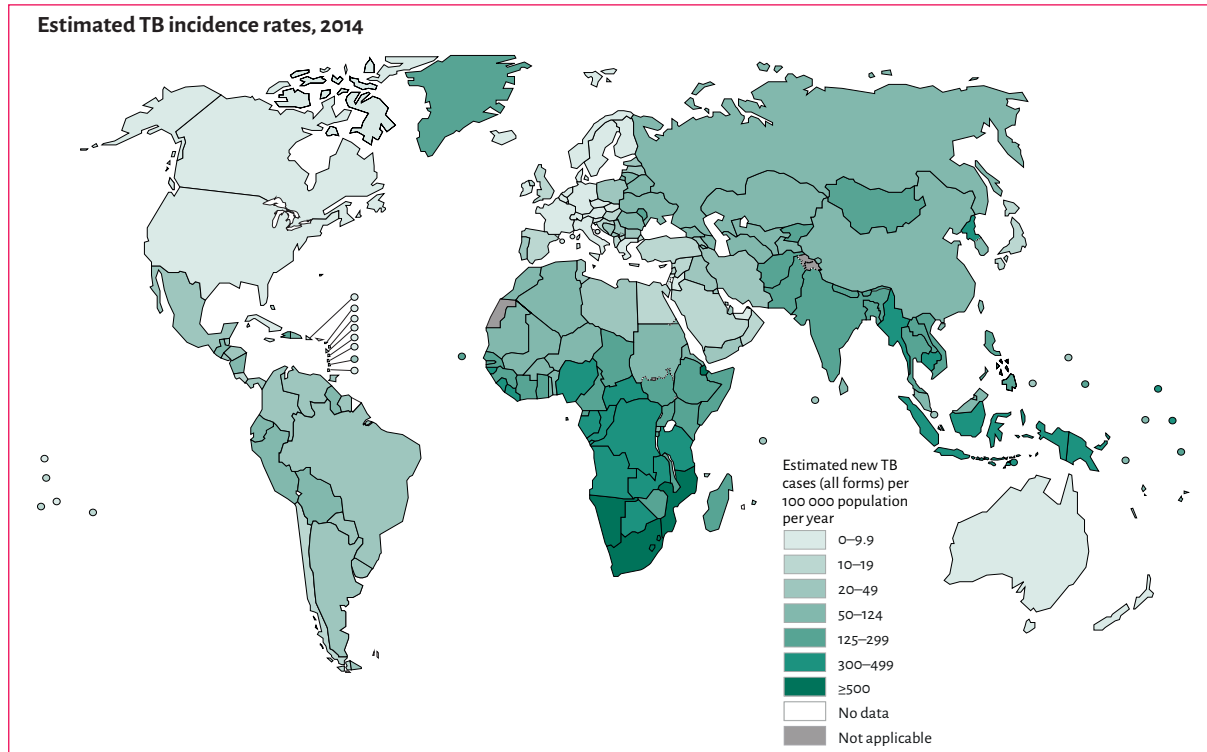 Estimated TB incidence rates, 2014
Estimated new TB
cases (all forms) per
100 000 population
per year
0–9.9
10–19
20–49
50–124
125–299
300–499
≥500
No data
Not applicable